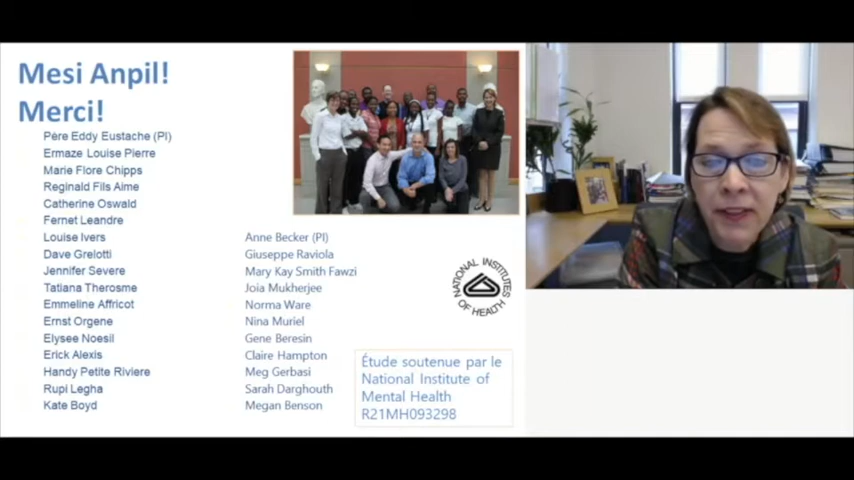 Mesi Anpil!
Merci!
Père Eddy Eustache (PI)
Ermaze Louise Pierre
Marie Flore Chipps
Reginald Fils Aime
Catherine Oswald
Fernet Leandre
Louise Ivers
Dave Grelotti
Jennifer Severe
Tatiana Therosme
Emmeline Affricot
Ernst Orgene
Elysee Noesil
Erick Alexis
Handy Petite Riviere
Rupi Legha
Kate Boyd
Anne Becker (PI)
Giuseppe Raviola
Mary Kay Smith Fawzi
Joia Mukherjee
Norma Ware
Nina Muriel
Gene Beresin
Claire Hampton
Meg Gerbasi
Sarah Darghouth
Megan Benson
NATIONAL INSTITUTES
OF HEALTH
Étude soutenue par le
National Institute of
Mental Health
R21MH093298